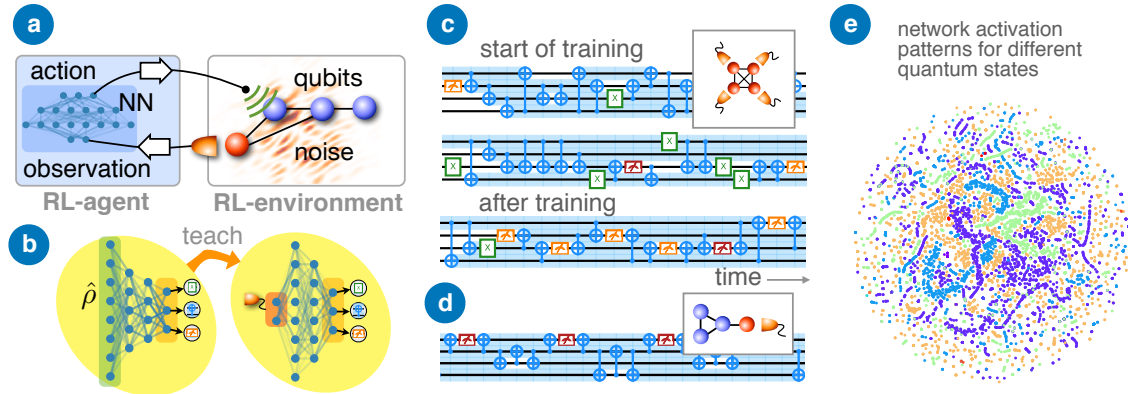 a
action
NN
observation
RL-agent
qubits
noise
RL-environment
b
teach
ρ̂
X
X
c
start of training
X
X
X
X
X
X
after training
X
time
d
e
network activation
patterns for different
quantum states